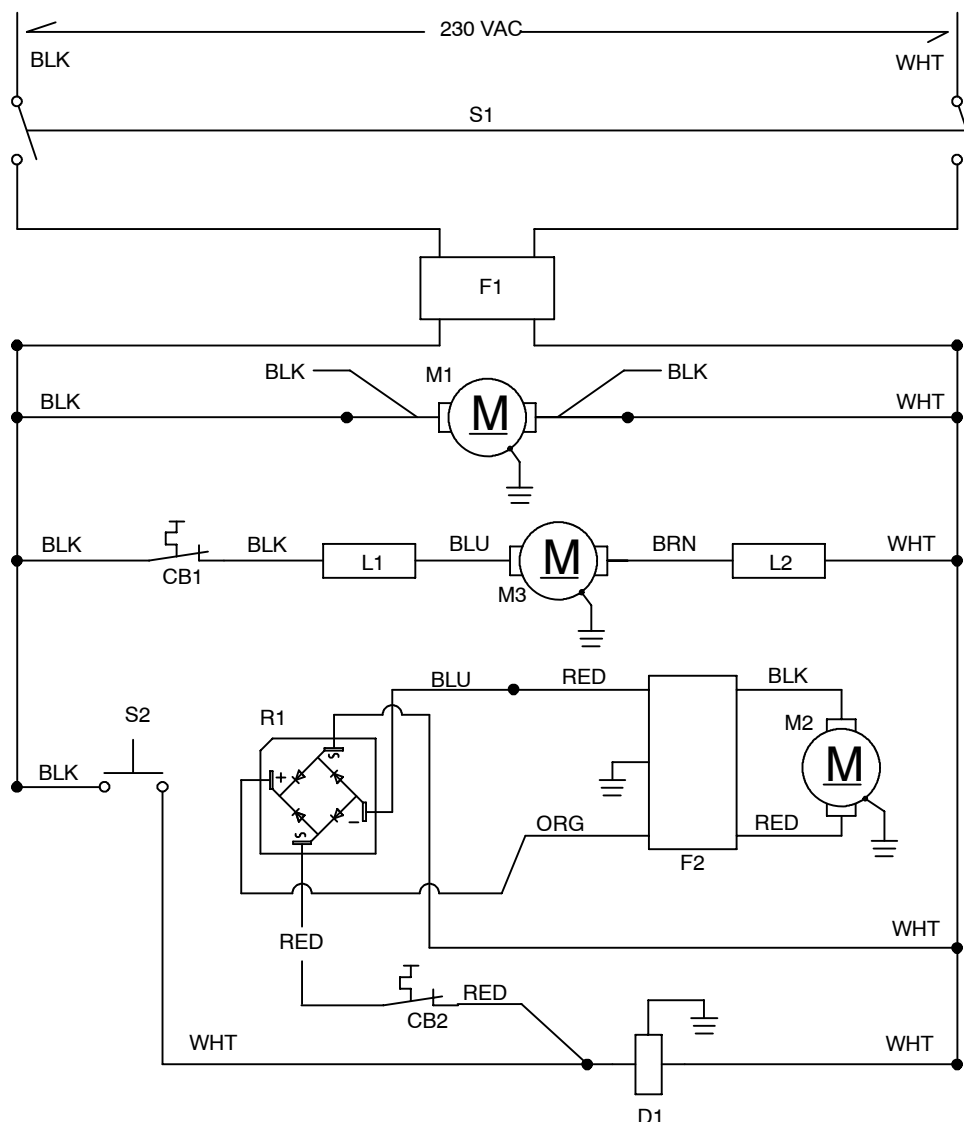 230 VAC
BLK
WHT
S1
F1
BLK
M1
BLK
BLK
M
WHT
BLK
CB1
BLK
L1
BLU
M
M3
BRN
L2
WHT
BLU
RED
BLK
S2
R1
M2
BLK
S
+
M
–
ORG
RED
S
F2
WHT
RED
RED
CB2
WHT
WHT
D1